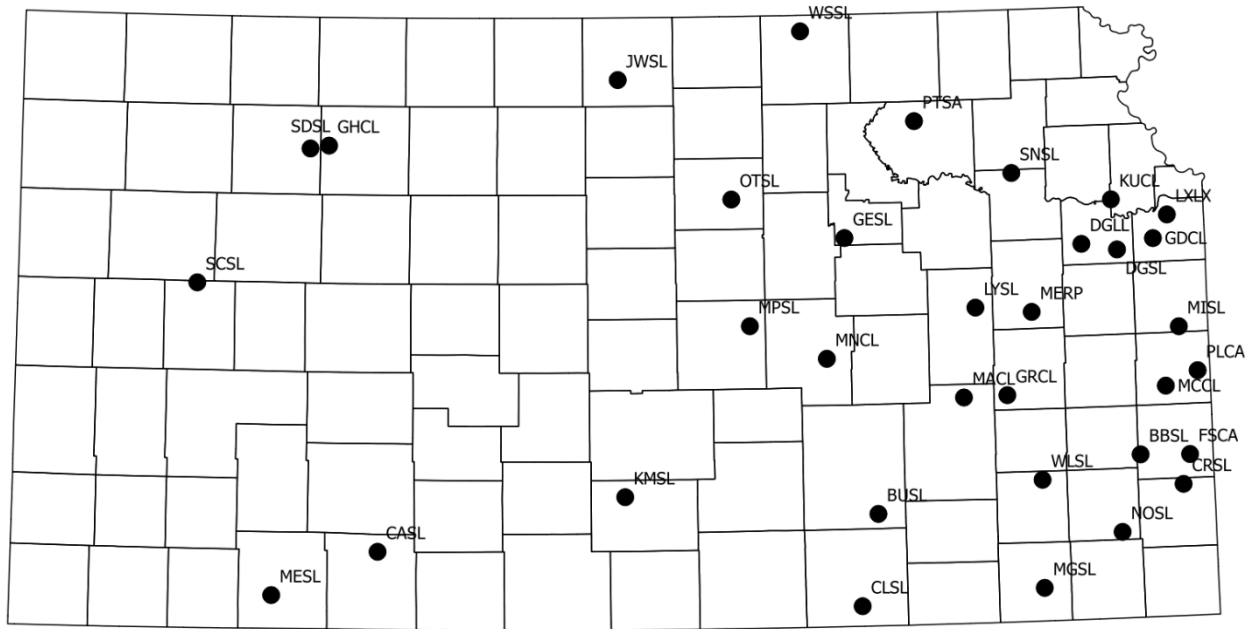 WSSL
JWSL
PTSA
SDSL GHCL
SNSL
OTSL
KUCL
LXLX
GESL
DGLL
GDCL
SCSL
DGSL
LYSL
MERP
MPSL
MISL
MNCL
PLCA
MACL
GRCL
MCCL
BBSL
FSCA
WLSL
CRSL
KMSL
BUSL
NOSL
CASL
MESL
MGSL
CLSL